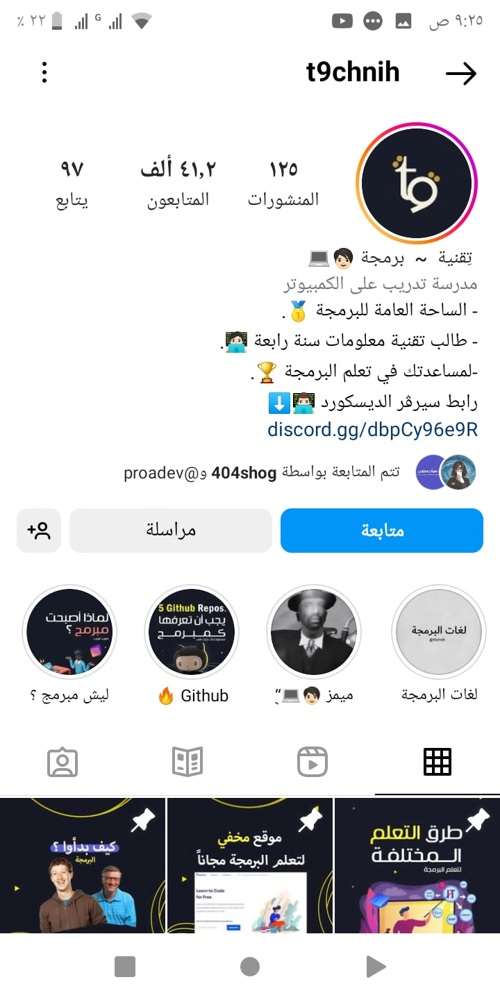 ٩:٢٥ ص
G
٢٢ ٪
t9chnih
t9
١٢٥
٤١,٢ ألف
٩٧
المنشورات
المتابعون
يتابع
تِقنية ~ برمجة 🧑🏻💻
مدرسة تدريب على الكمبيوتر
- الساحة العامة للبرمجة 🥇.
- طالب تقنية معلومات سنة رابعة 🧑🏻‍💻.
-لمساعدتك في تعلم البرمجة 🏆.
رابط سيرڤر الديسكورد 👨🏻‍💻⬇️
discord.gg/dbpCy96e9R
تتم المتابعة بواسطة 404shog و@proadev
متابعة
مراسلة
لغات البرمجة
@t9chnih
5 Github Repos.
يجب أن تعرفها
كمبرمج
لماذا أصبحت
مبرمج ؟
لغات البرمجة
ميمز 🧑🏻💻“
Github 🔥
ليش مبرمج ؟
طرق التعلم
المختلفة
لتعلم البرمجة
IT
C++
موقع مخفي
لتعلم البرمجة مجاناً
Learn to Code
for Free
كيف بدأوا ؟
البرمجة